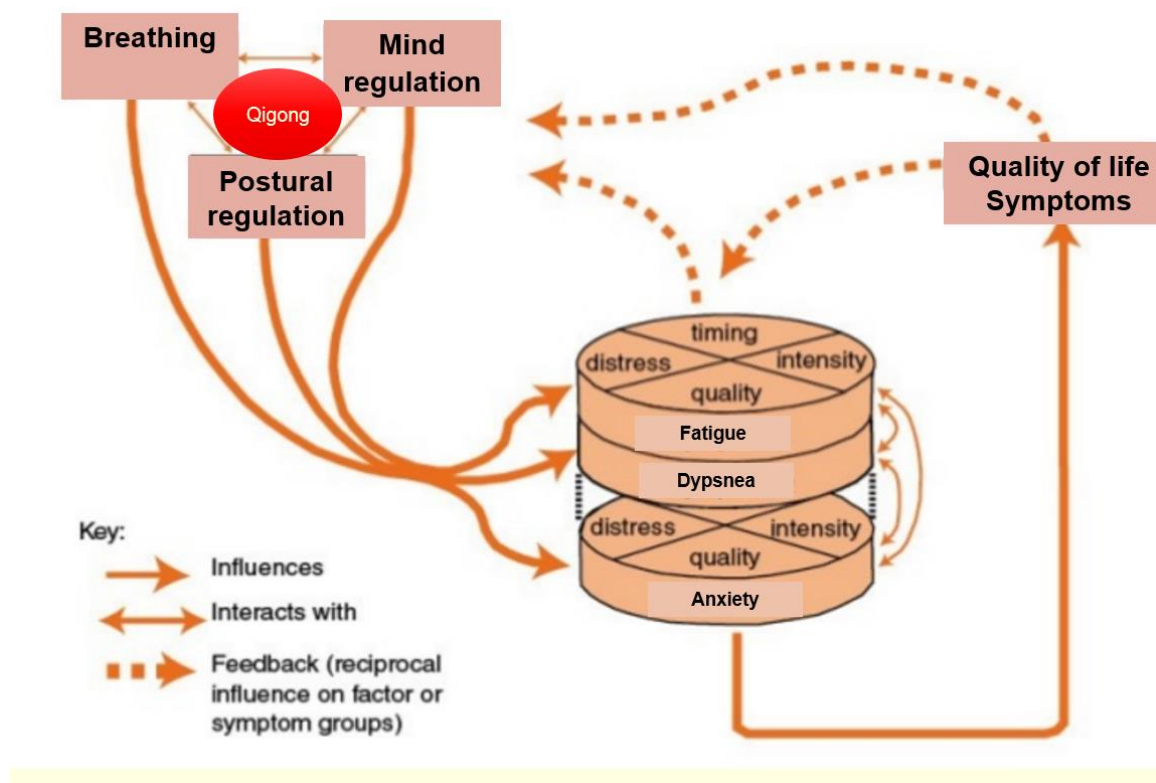 Breathing
Mind
regulation
Qigong
Postural
regulation
Quality of life
Symptoms
timing
distress
intensity
quality
Fatigue
Dypsnea
distress
intensity
quality
Anxiety
Key:
Influences
Interacts with
Feedback (reciprocal
influence on factor or
symptom groups)